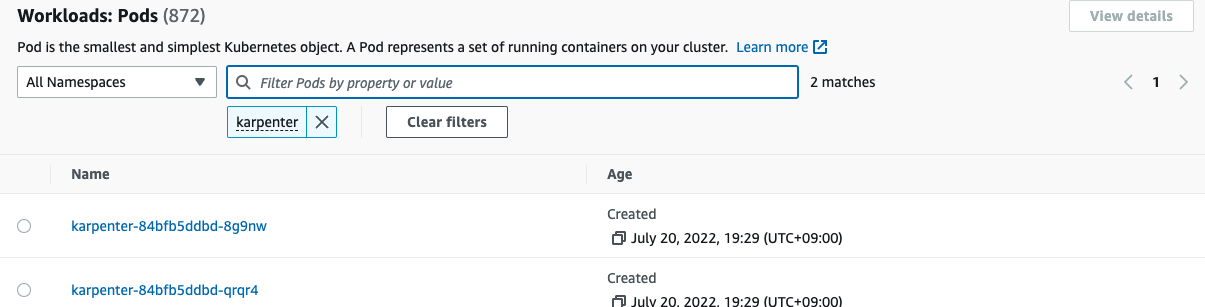 Workloads: Pods (872)
View details
Pod is the smallest and simplest Kubernetes object. A Pod represents a set of running containers on your cluster. Learn more
All Namespaces
Filter Pods by property or value
2 matches
1
karpenter
Clear filters
Name
Age
karpenter-84bfb5ddbd-8g9nw
Created
July 20, 2022, 19:29 (UTC+09:00)
karpenter-84bfb5ddbd-qrqr4
Created
July 20, 2022, 19:29 (UTC+09:00)